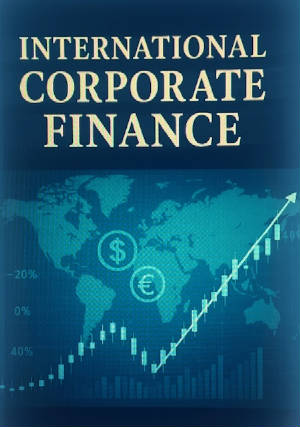 INTERNATIONAL
CORPORATE
FINANCE
$
€
-20%
0%
40%